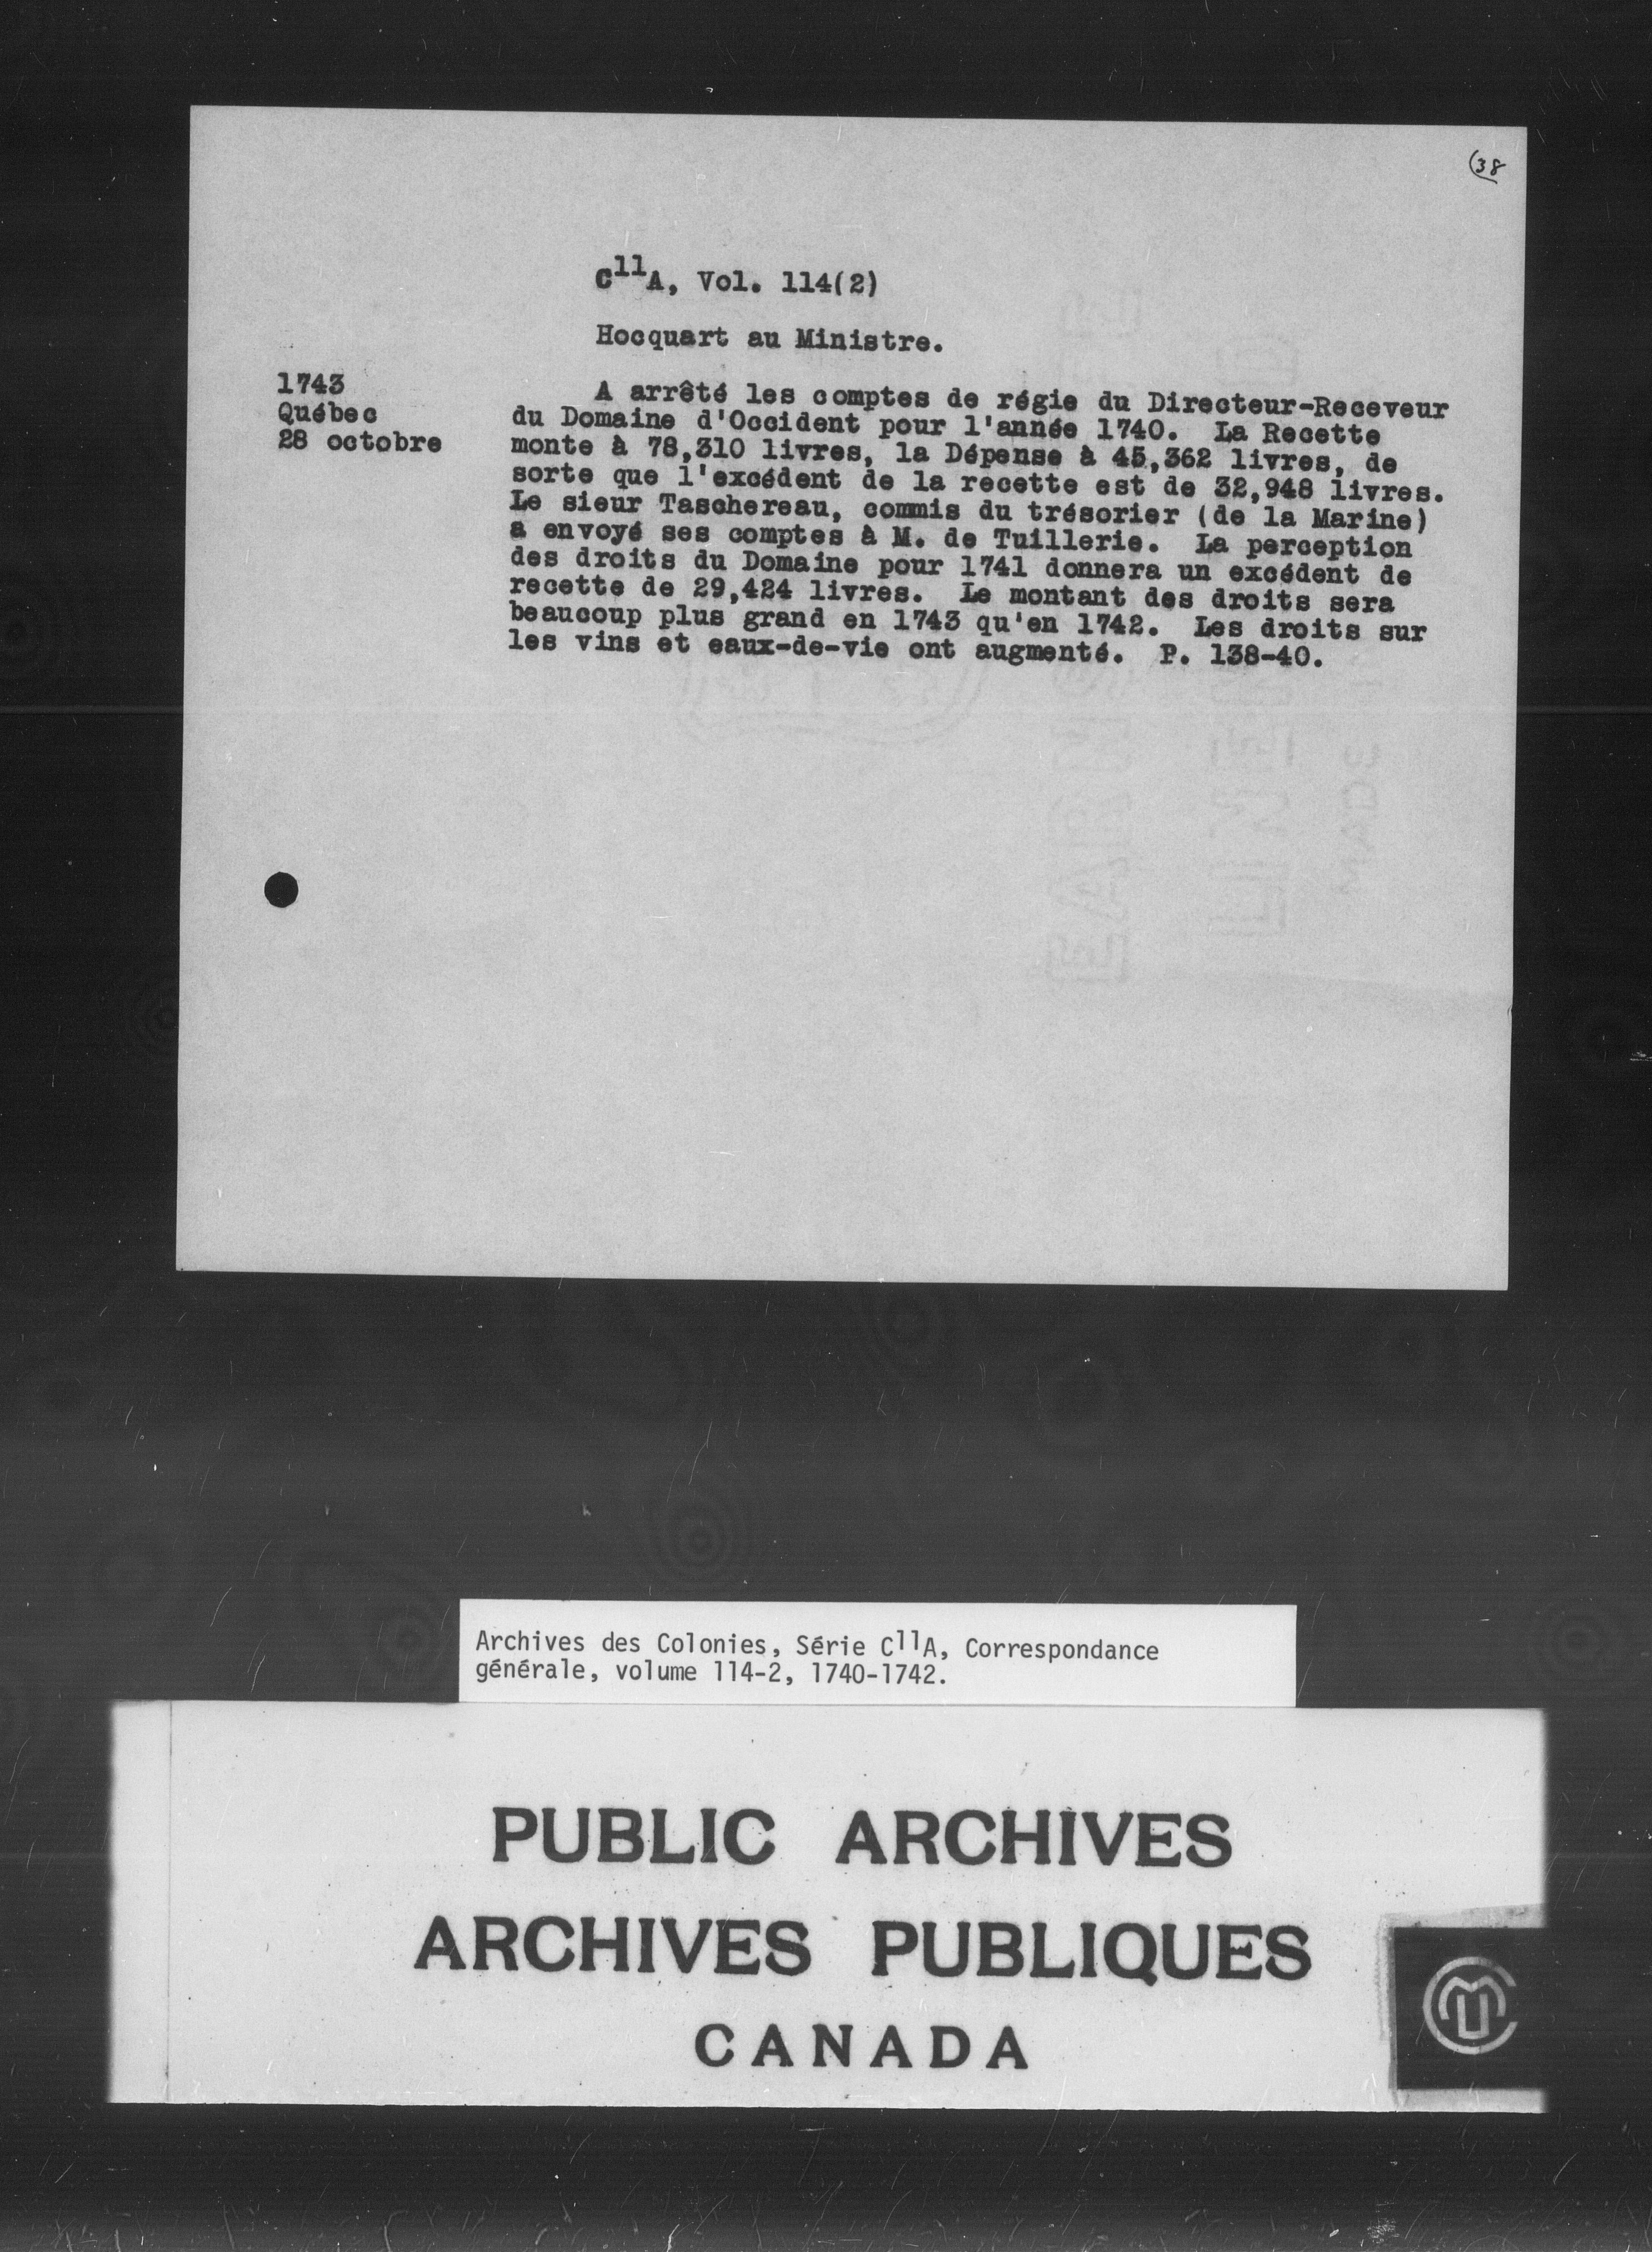 (38
C11A, Vol. 114(2)
Hocquart au Ministre.
1743
Québec
28 octobre
A arrêté les comptes de régie du Directeur-Receveur
du Domaine d'Occident pour l'année 1740. La Recette
monte à 78,310 livres, la Dépense à 45,362 livres, de
sorte que l'excédent de la recette est de 32,948 livres.
Le sieur Taschereau, commis du trésorier (de la Marine)
a envoyé ses comptes à M. de Tuillerie. La perception
des droits du Domaine pour 1741 donnera un excédent de
recette de 29,424 livres. Le montant des droits sera
beaucoup plus grand en 1743 qu'en 1742. Les droits sur
les vins et eaux-de-vie ont augmenté. P. 138-40.
Archives des Colonies, Série C11A, Correspondance
générale, volume 114-2, 1740-1742.
PUBLIC ARCHIVES
ARCHIVES PUBLIQUES
CANADA